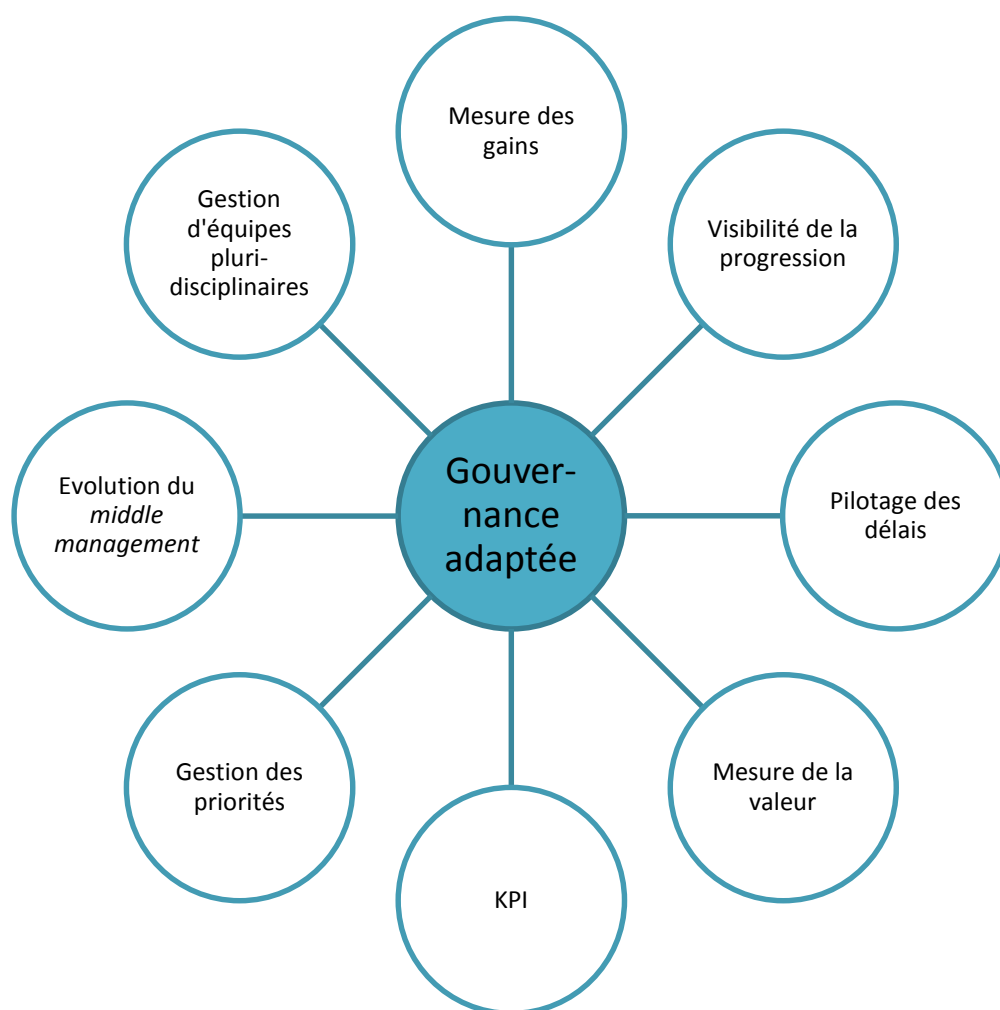 Mesure des
gains
Visibilité de la
progression
Pilotage des
délais
Mesure de la
valeur
KPI
Gestion des
priorités
Evolution du
middle
management
Gestion
d'équipes
pluri-
disciplinaires
Gouver-
nance
adaptée